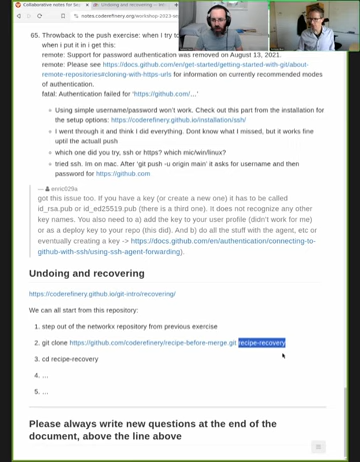 Collaborative notes for G
Undoing and recovering —
notes.coderefinery.org/workshop-2023-se
65. Throwback to the push exercise: when I try to
when i put it in i get this:
remote: Support for password authentication was removed on August 13, 2021.
remote: Please see https://docs.github.com/en/get-started/getting-started-with-git/about-
remote-repositories#cloning-with-https-urls for information on currently recommended modes
of authentication.
fatal: Authentication failed for 'https://github.com/...'
Using simple username/password won't work. Check out this part from the installation for
the setup options: https://coderefinery.github.io/installation/ssh/
I went through it and think I did everything. Dont know what I missed, but it works fine
uptil the actual push
which one did you try, ssh or https? which mic/win/linux?
tried ssh. Im on mac. After 'git push -u origin main' it asks for username and then
password for https://github.com
— enric029a
got this issue too. If you have a key (or create a new one) it has to be called
id_rsa.pub or id_ed25519.pub (there is a third one). It does not recognize any other
key names. You also need to a) add the key to your user profile (didn't work for me)
or as a deploy key to your repo (this did). And b) do all the stuff with the agent, etc or
eventually creating a key -> https://docs.github.com/en/authentication/connecting-to-
github-with-ssh/using-ssh-agent-forwarding).
Undoing and recovering
https://coderefinery.github.io/git-intro/recovering/
We can all start from this repository:
1. step out of the networkx repository from previous exercise
2. git clone https://github.com/coderefinery/recipe-before-merge.git recipe-recovery
3. cd recipe-recovery
4. ...
5. ...
Please always write new questions at the end of the
document, above the line above